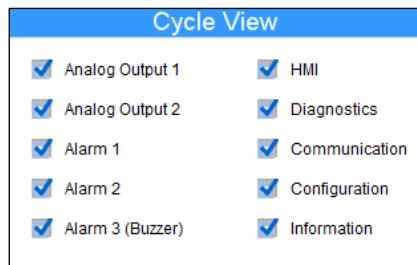 Cycle View
Analog Output 1
Analog Output 2
Alarm 1
Alarm 2
Alarm 3 (Buzzer)
HMI
Diagnostics
Communication
Configuration
Information